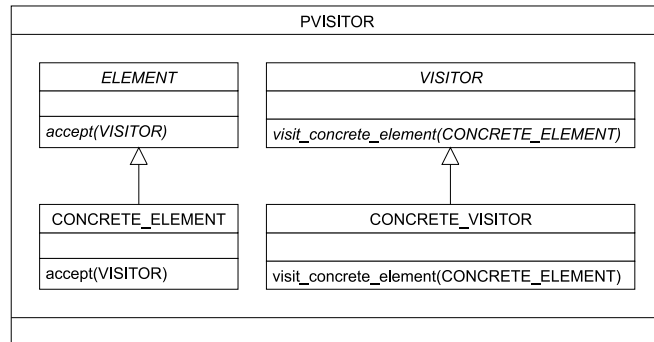 PVISITOR
ELEMENT
accept(VISITOR)
VISITOR
visit_concrete_element(CONCRETE_ELEMENT)
CONCRETE_ELEMENT
accept(VISITOR)
CONCRETE_VISITOR
visit_concrete_element(CONCRETE_ELEMENT)